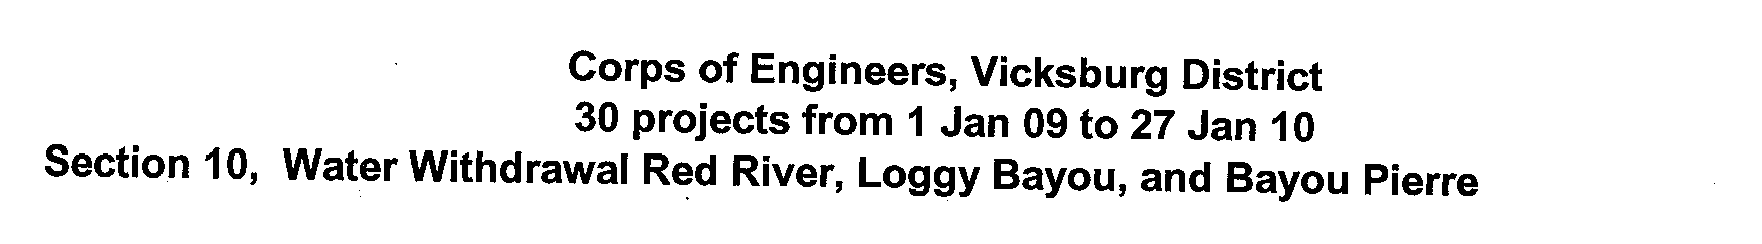 Corps of Engineers, Vicksburg District
30 projects from 1 Jan 09 to 27 Jan 10
Section 10, Water Withdrawal Red River, Loggy Bayou, and Bayou Pierre